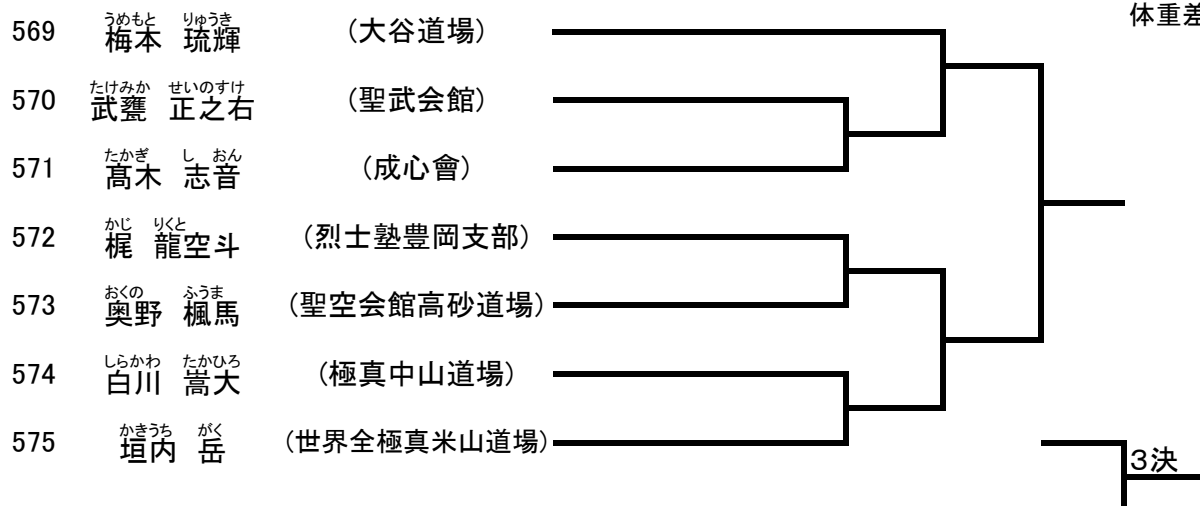 体重差
うめもと りゅうき
569 梅本 琉輝 (大谷道場)
たけみか せいのすけ
570 武甕 正之右 (聖武会館)
たかぎ し おん
571 髙木 志音 (成心會)
かじ りくと
572 梶 龍空斗 (烈士塾豊岡支部)
おくの ふうま
573 奥野 楓馬 (聖空会館高砂道場)
しらかわ たかひろ
574 白川 嵩大 (極真中山道場)
かきうち がく
575 垣内 岳 (世界全極真米山道場)
3決